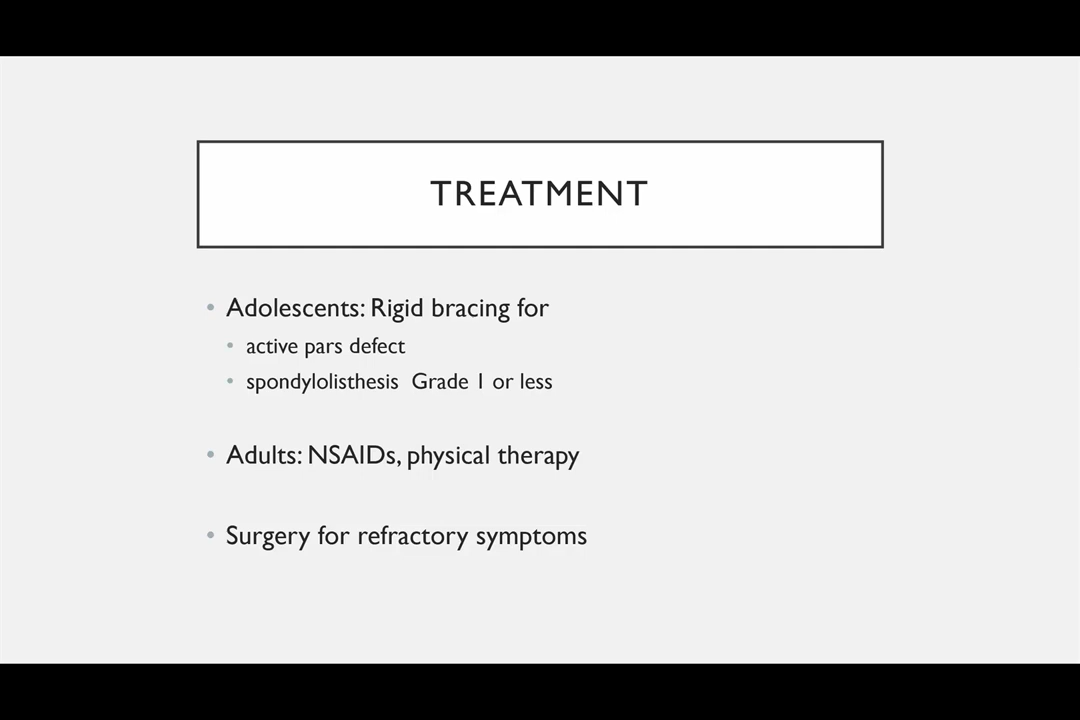 TREATMENT
• Adolescents: Rigid bracing for
• active pars defect
• spondylolisthesis Grade 1 or less
• Adults: NSAIDs, physical therapy
• Surgery for refractory symptoms